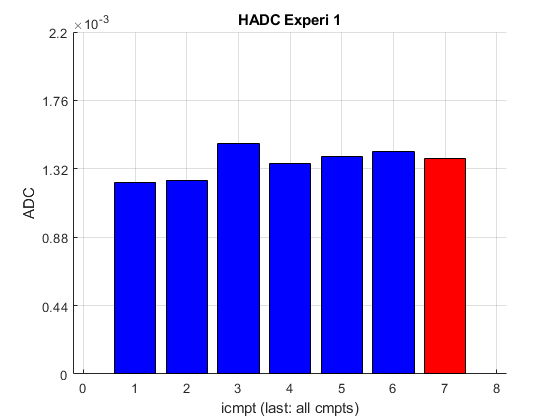 HADC Experi 1
×10-3
2.2
1.76
1.32
0.88
0.44
0
ADC
0 1 2 3 4 5 6 7 8
icmpt (last: all cmpts)